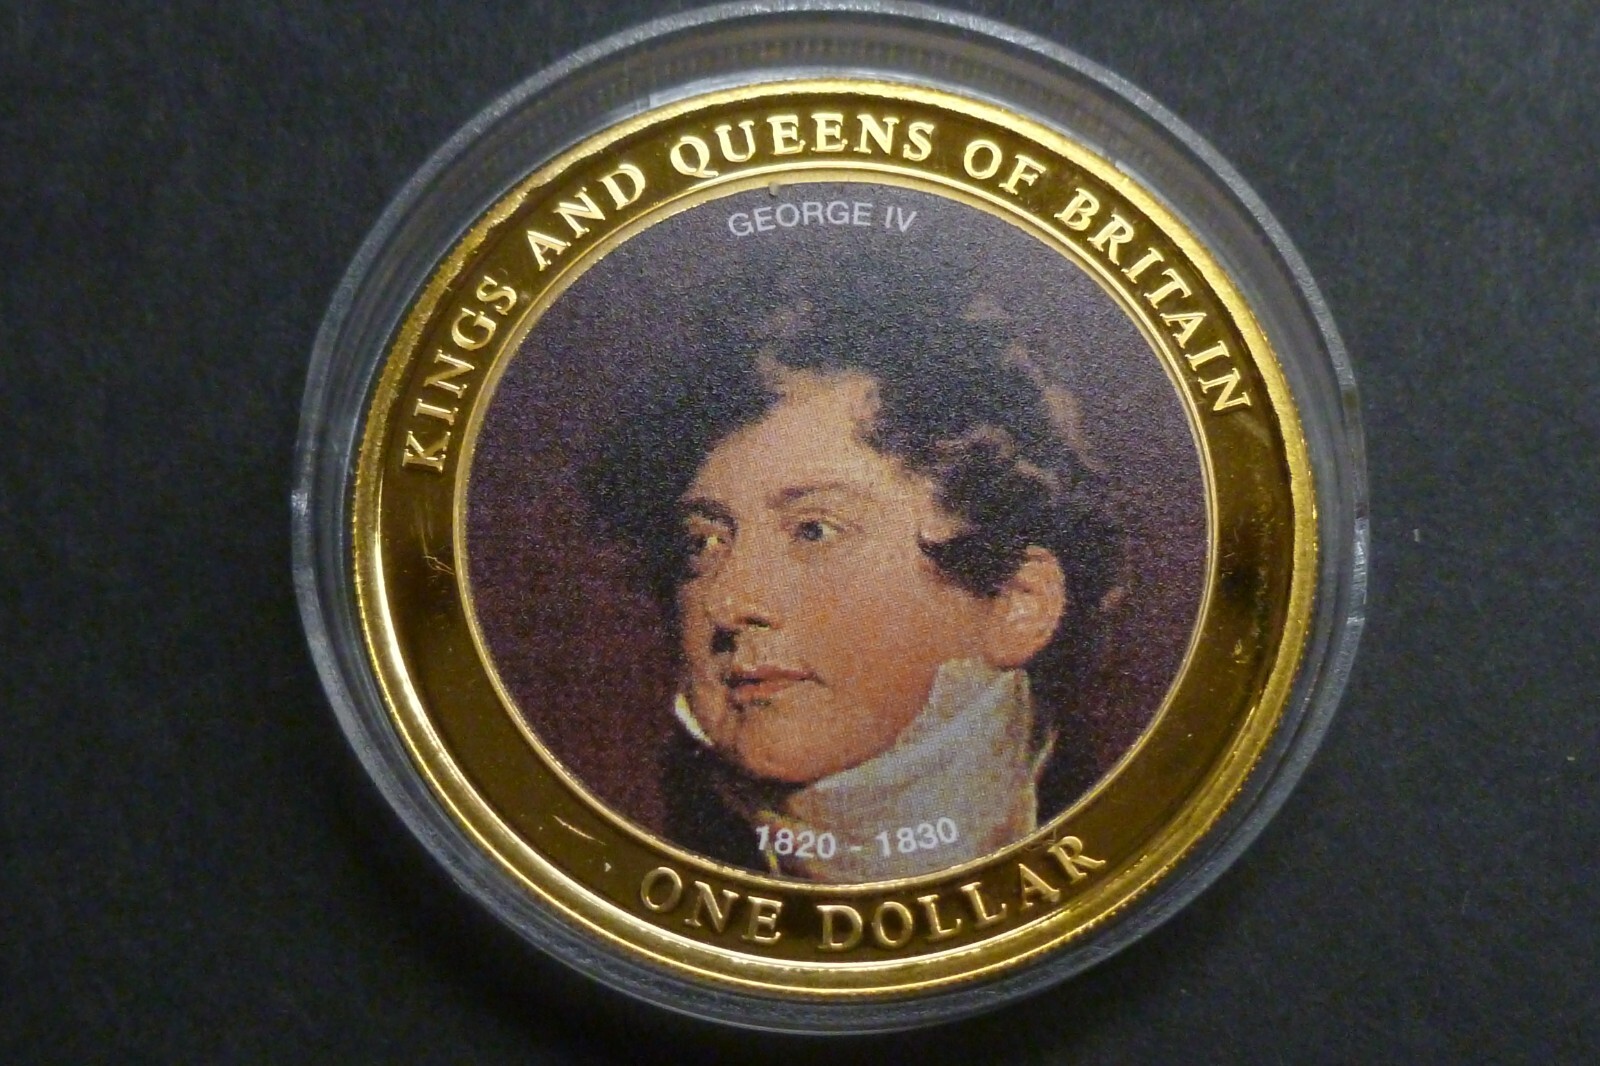 KINGS AND QUEENS OF BRITAIN
GEORGE IV
1820 - 1830
ONE DOLLAR